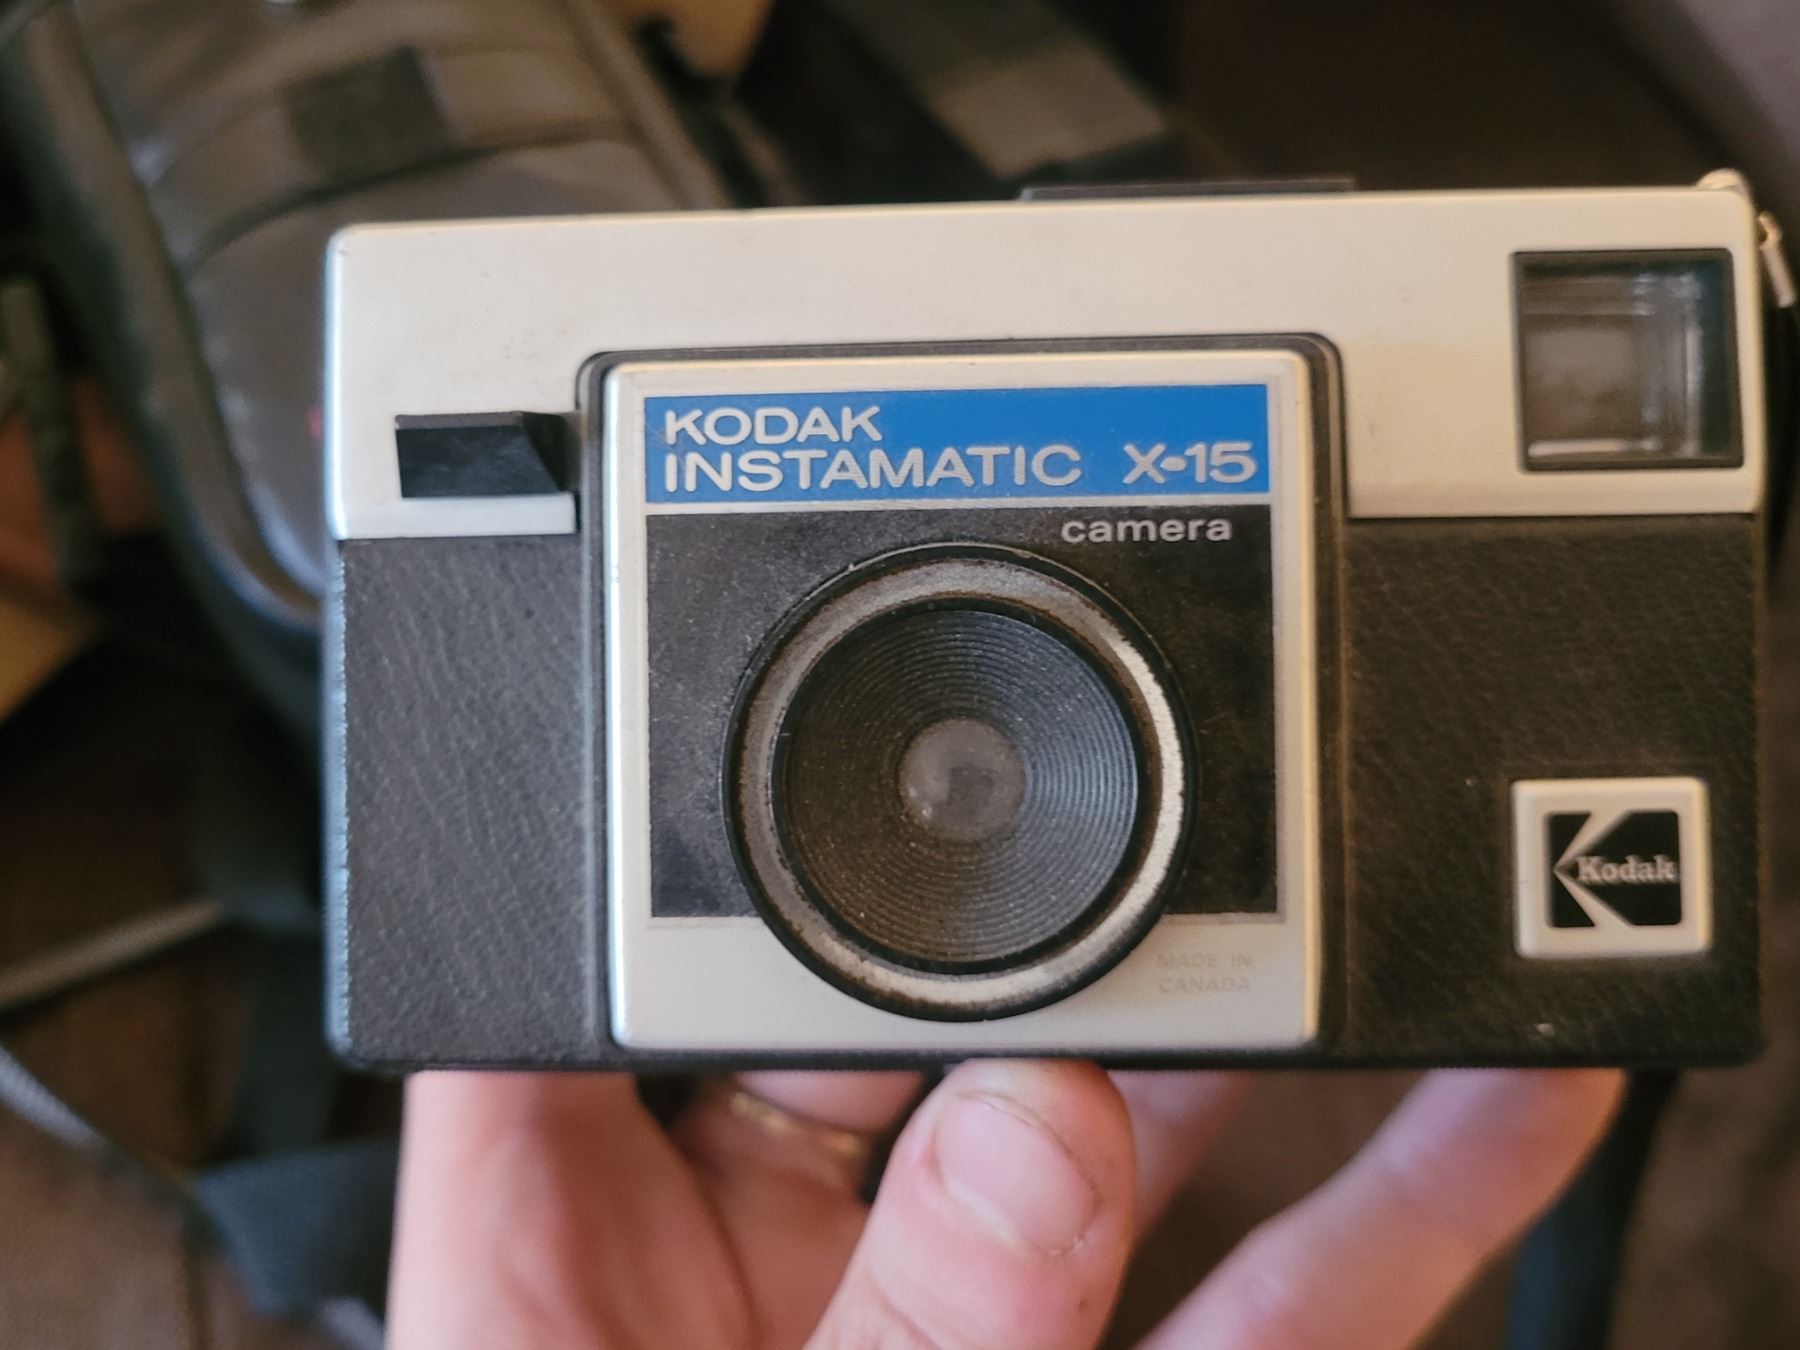 KODAK
INSTAMATIC X-15
camera
Kodak
MADE IN
CANADA